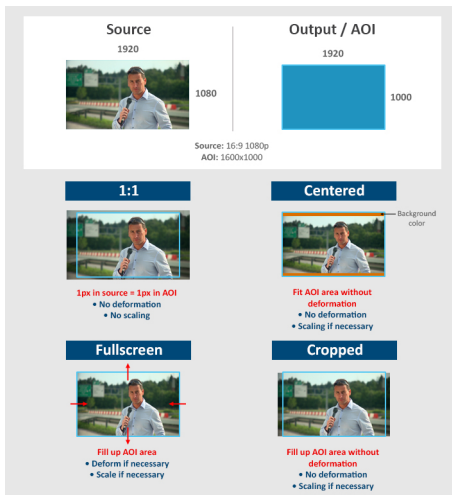 Source
Output / AOI
1920
1920
1080
1000
Source: 16:9 1080p
AOI: 1600x1000
1:1
Centered
Background
color
1px in source = 1px in AOI
• No deformation
• No scaling
Fit AOI area without
deformation
• No deformation
• Scaling if necessary
Fullscreen
Cropped
Fill up AOI area
• Deform if necessary
• Scale if necessary
Fill up AOI area without
deformation
• No deformation
• Scaling if necessary